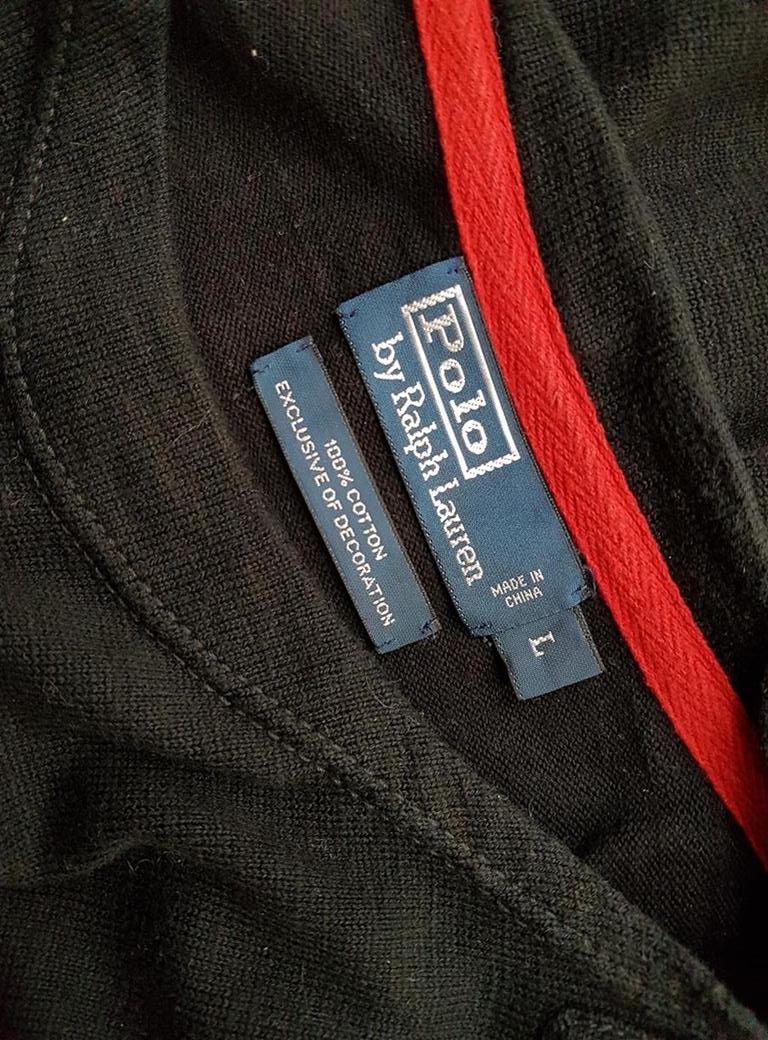 Polo
by Ralph Lauren
MADE IN
CHINA
L
100% COTTON
EXCLUSIVE OF DECORATION